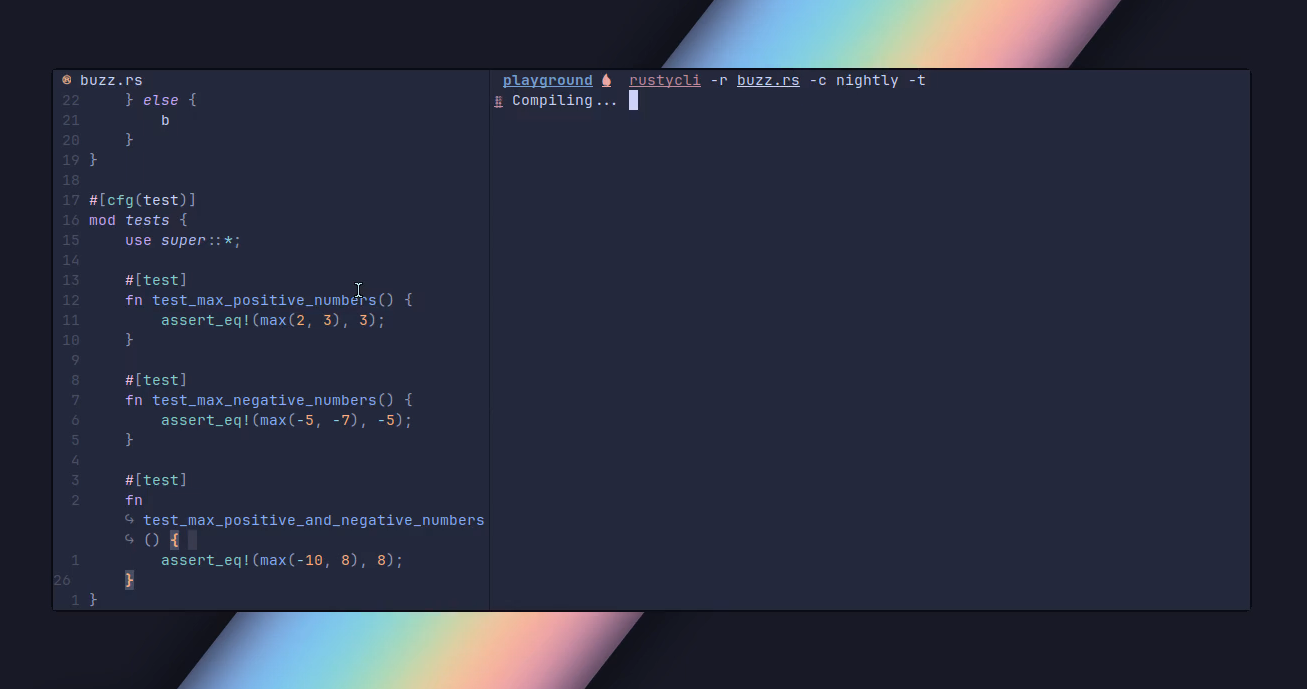 buzz.rs
22     } else {
21         b
20     }
19 }
18
17 #[cfg(test)]
16 mod tests {
15     use super::*;
14
13     #[test]
12     fn test_max_positive_numbers() {
11         assert_eq!(max(2, 3), 3);
10     }
9
8     #[test]
7     fn test_max_negative_numbers() {
6         assert_eq!(max(-5, -7), -5);
5     }
4
3     #[test]
2     fn
↪ test_max_positive_and_negative_numbers
↪ () {
1         assert_eq!(max(-10, 8), 8);
26     }
1 }
playground rustycli -r buzz.rs -c nightly -t
Compiling...